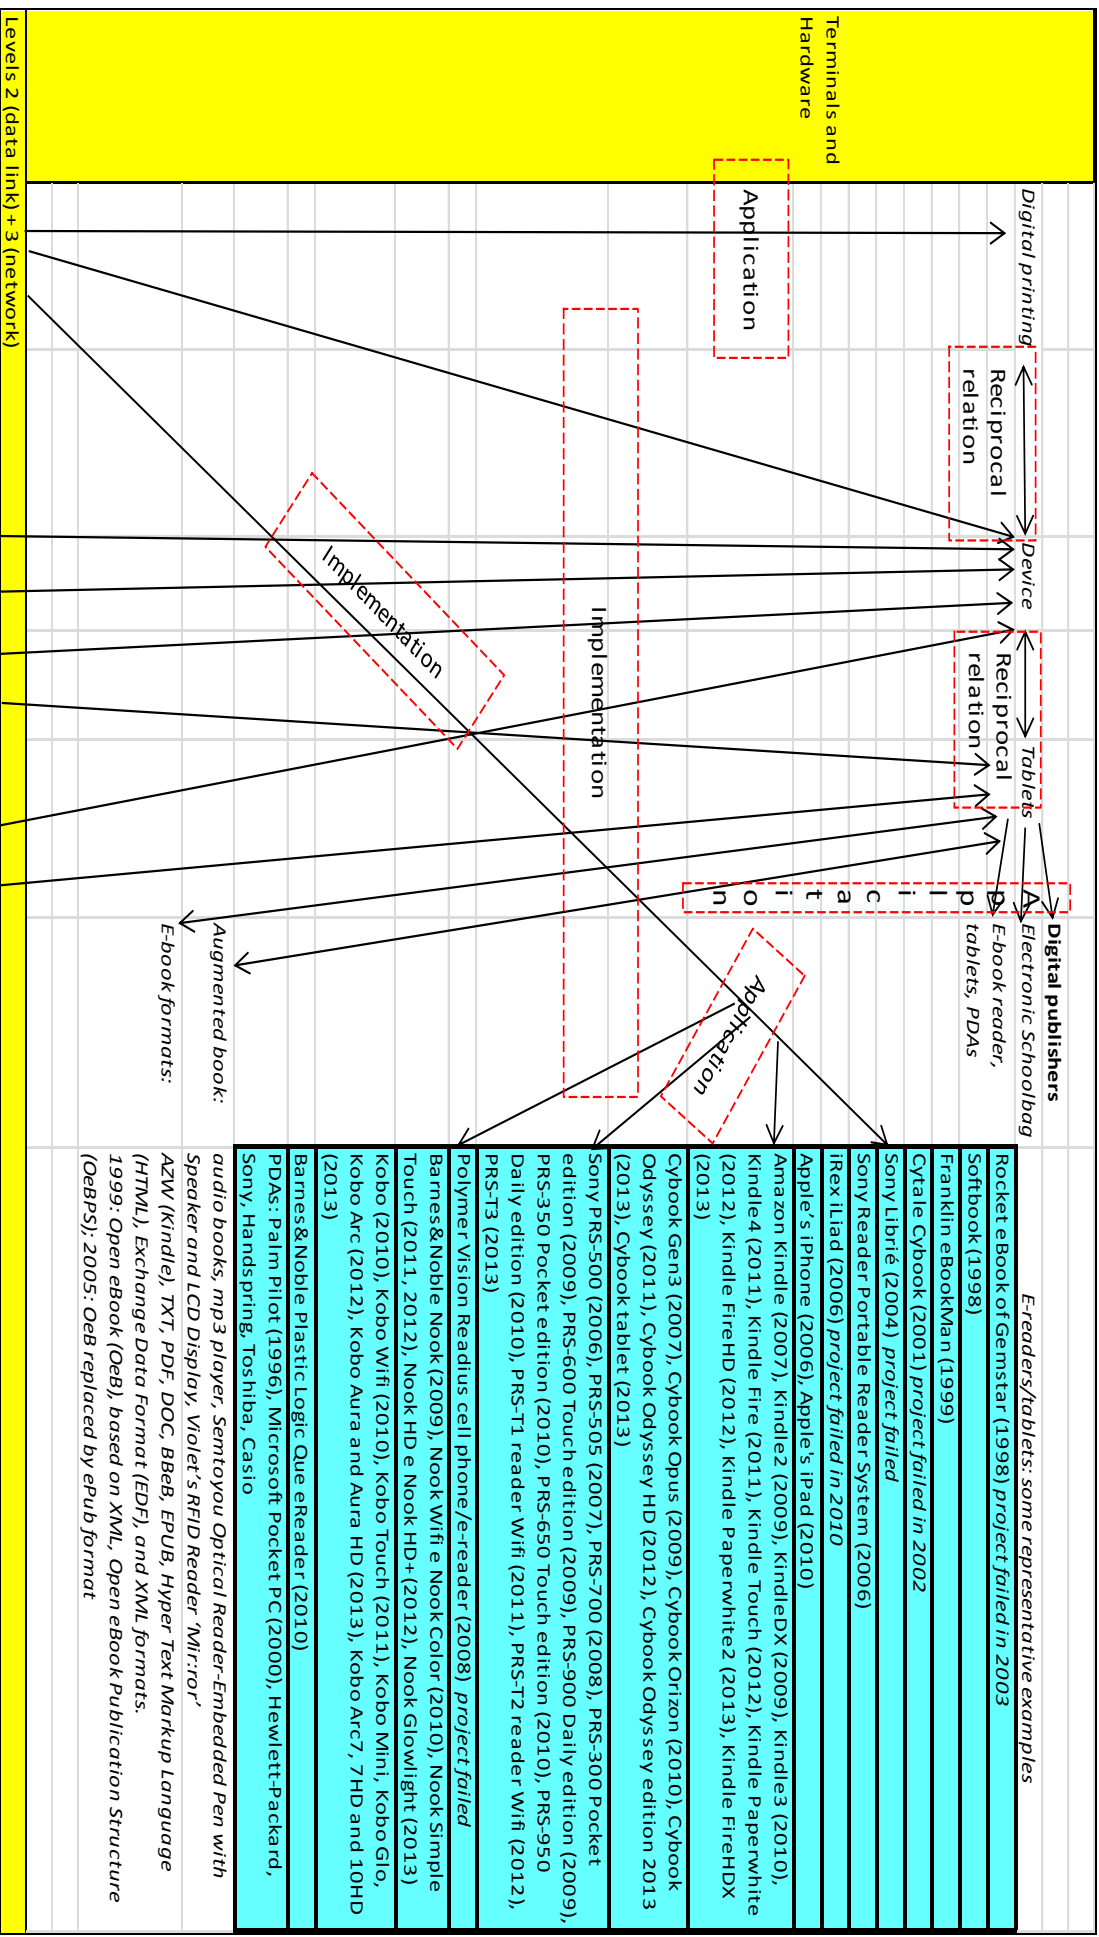 Terminals and
Hardware
Digital printing
Reciprocal
relation
Device
Reciprocal
relation
Tablets
Application
Digital publishers
Electronic Schoolbag
E-book reader,
tablets, PDAs
Application
Implementation
Implementation
Application
Augmented book:
E-book formats:
E-readers/tablets: some representative examples
Rocket eBook of Gemstar (1998) project failed in 2003
Softbook (1998)
Franklin eBookMan (1999)
Cytale Cybook (2001) project failed in 2002
Sony Librié (2004) project failed
Sony Reader Portable Reader System (2006)
iRex iLiad (2006) project failed in 2010
Apple’s iPhone (2006), Apple's iPad (2010)
Amazon Kindle (2007), Kindle2 (2009), KindleDX (2009), Kindle3 (2010),
Kindle4 (2011), Kindle Fire (2011), Kindle Touch (2012), Kindle Paperwhite
(2012), Kindle FireHD (2012), Kindle Paperwhite2 (2013), Kindle FireHDX
(2013)
Cybook Gen3 (2007), Cybook Opus (2009), Cybook Orizon (2010), Cybook
Odyssey (2011), Cybook Odyssey HD (2012), Cybook Odyssey edition 2013
(2013), Cybook tablet (2013)
Sony PRS-500 (2006), PRS-505 (2007), PRS-700 (2008), PRS-300 Pocket
edition (2009), PRS-600 Touch edition (2009), PRS-900 Daily edition (2009),
PRS-350 Pocket edition (2010), PRS-650 Touch edition (2010), PRS-950
Daily edition (2010), PRS-T1 reader Wifi (2011), PRS-T2 reader Wifi (2012),
PRS-T3 (2013)
Polymer Vision Readius cell phone/e-reader (2008) project failed
Barnes&Noble Nook (2009), Nook Wifi e Nook Color (2010), Nook Simple
Touch (2011, 2012), Nook HD e Nook HD+(2012), Nook Glowlight (2013)
Kobo (2010), Kobo Wifi (2010), Kobo Touch (2011), Kobo Mini, Kobo Glo,
Kobo Arc (2012), Kobo Aura and Aura HD (2013), Kobo Arc7, 7HD and 10HD
(2013)
Barnes&Noble Plastic Logic Que eReader (2010)
PDAs: Palm Pilot (1996), Microsoft Pocket PC (2000), Hewlett-Packard,
Sony, Handspring, Toshiba, Casio
audio books, mp3 player, Semtoyou Optical Reader-Embedded Pen with
Speaker and LCD Display, Violet’s RFID Reader ‘Mir:ror’
AZW (Kindle), TXT, PDF, DOC, BBeB, EPUB, Hyper Text Markup Language
(HTML), Exchange Data Format (EDF), and XML formats.
1999: Open eBook (OeB), based on XML, Open eBook Publication Structure
(OeBPS); 2005: OeB replaced by ePub format
Levels 2 (data link) + 3 (network)